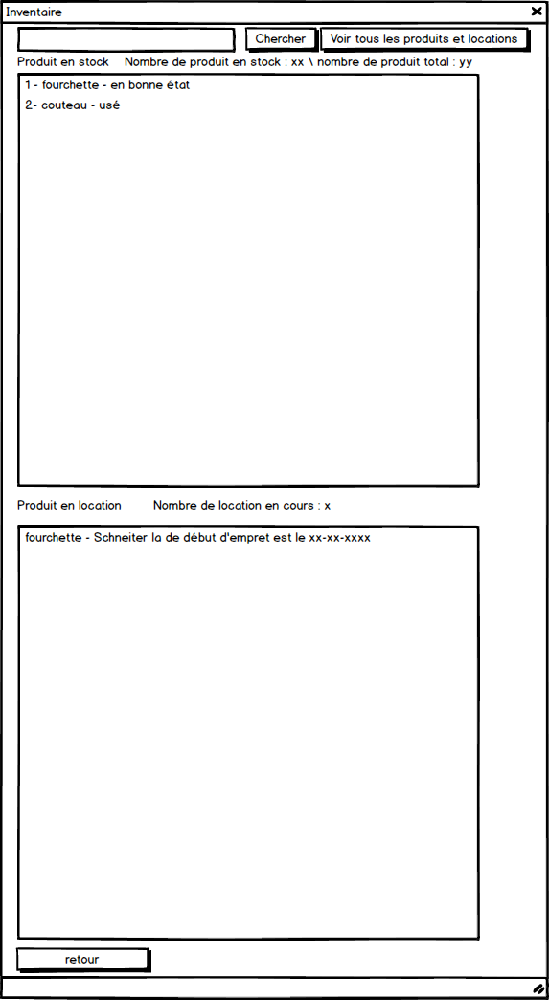 Inventaire
Chercher Voir tous les produits et locations
Produit en stock Nombre de produit en stock : xx \ nombre de produit total : yy
1 - fourchette - en bonne état
2- couteau - usé
Produit en location Nombre de location en cours : x
fourchette - Schneiter la de début d'empret est le xx-xx-xxxx
retour